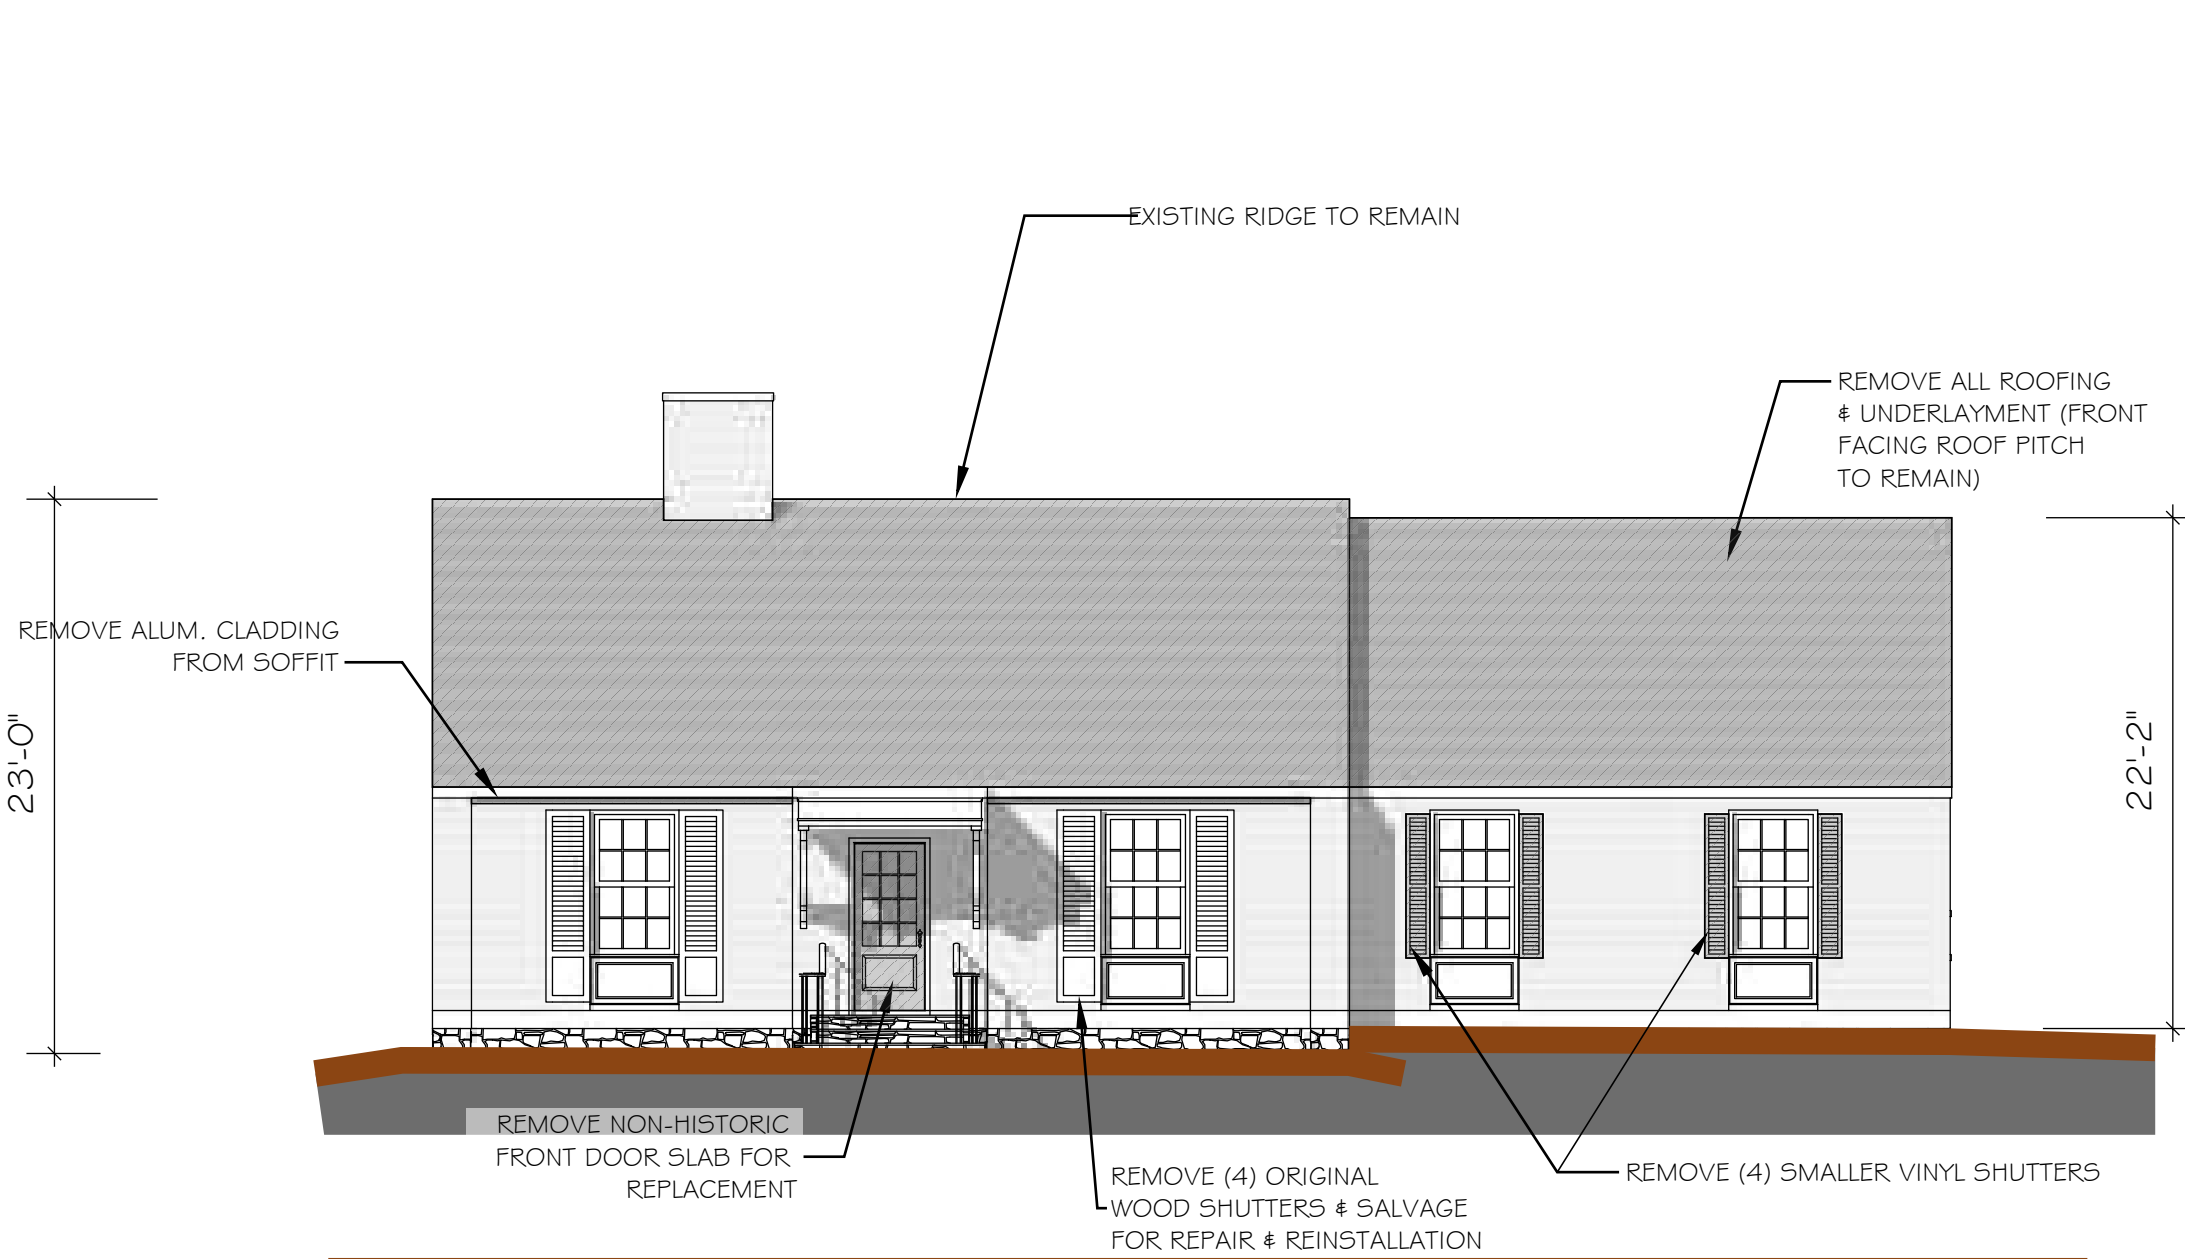 EXISTING RIDGE TO REMAIN
REMOVE ALL ROOFING
& UNDERLAYMENT (FRONT
FACING ROOF PITCH
TO REMAIN)
REMOVE ALUM. CLADDING
FROM SOFFIT
23'-0"
22'-2"
REMOVE NON-HISTORIC
FRONT DOOR SLAB FOR
REPLACEMENT
REMOVE (4) ORIGINAL
WOOD SHUTTERS & SALVAGE
FOR REPAIR & REINSTALLATION
REMOVE (4) SMALLER VINYL SHUTTERS